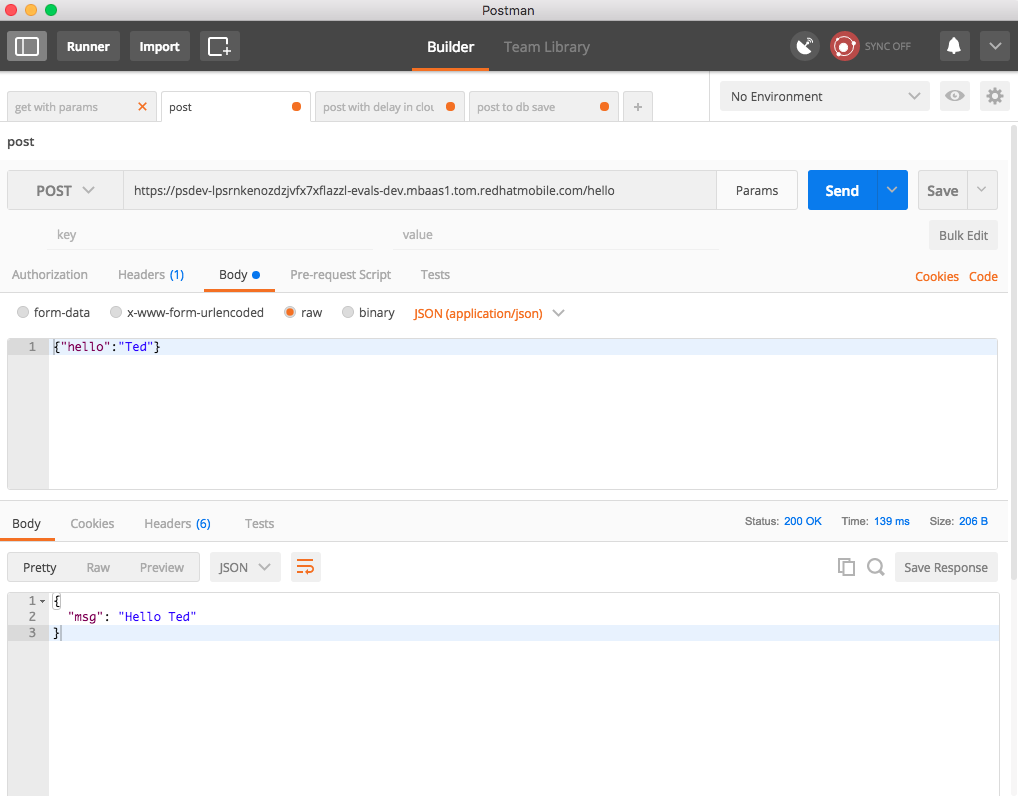 Postman
Runner
Import
Builder
Team Library
SYNC OFF
get with params
post
post with delay in clou
post to db save
No Environment
post
POST
https://psdev-lpsrnkenozdzjvfx7xflazzl-evals-dev.mbaas1.tom.redhatmobile.com/hello
Params
Send
Save
key
value
Bulk Edit
Authorization
Headers (1)
Body
Pre-request Script
Tests
Cookies
Code
form-data
x-www-form-urlencoded
raw
binary
JSON (application/json)
1 {"hello":"Ted"}
Body
Cookies
Headers (6)
Tests
Status: 200 OK
Time: 139 ms
Size: 206 B
Pretty
Raw
Preview
JSON
Save Response
1 {
2 "msg": "Hello Ted"
3 }